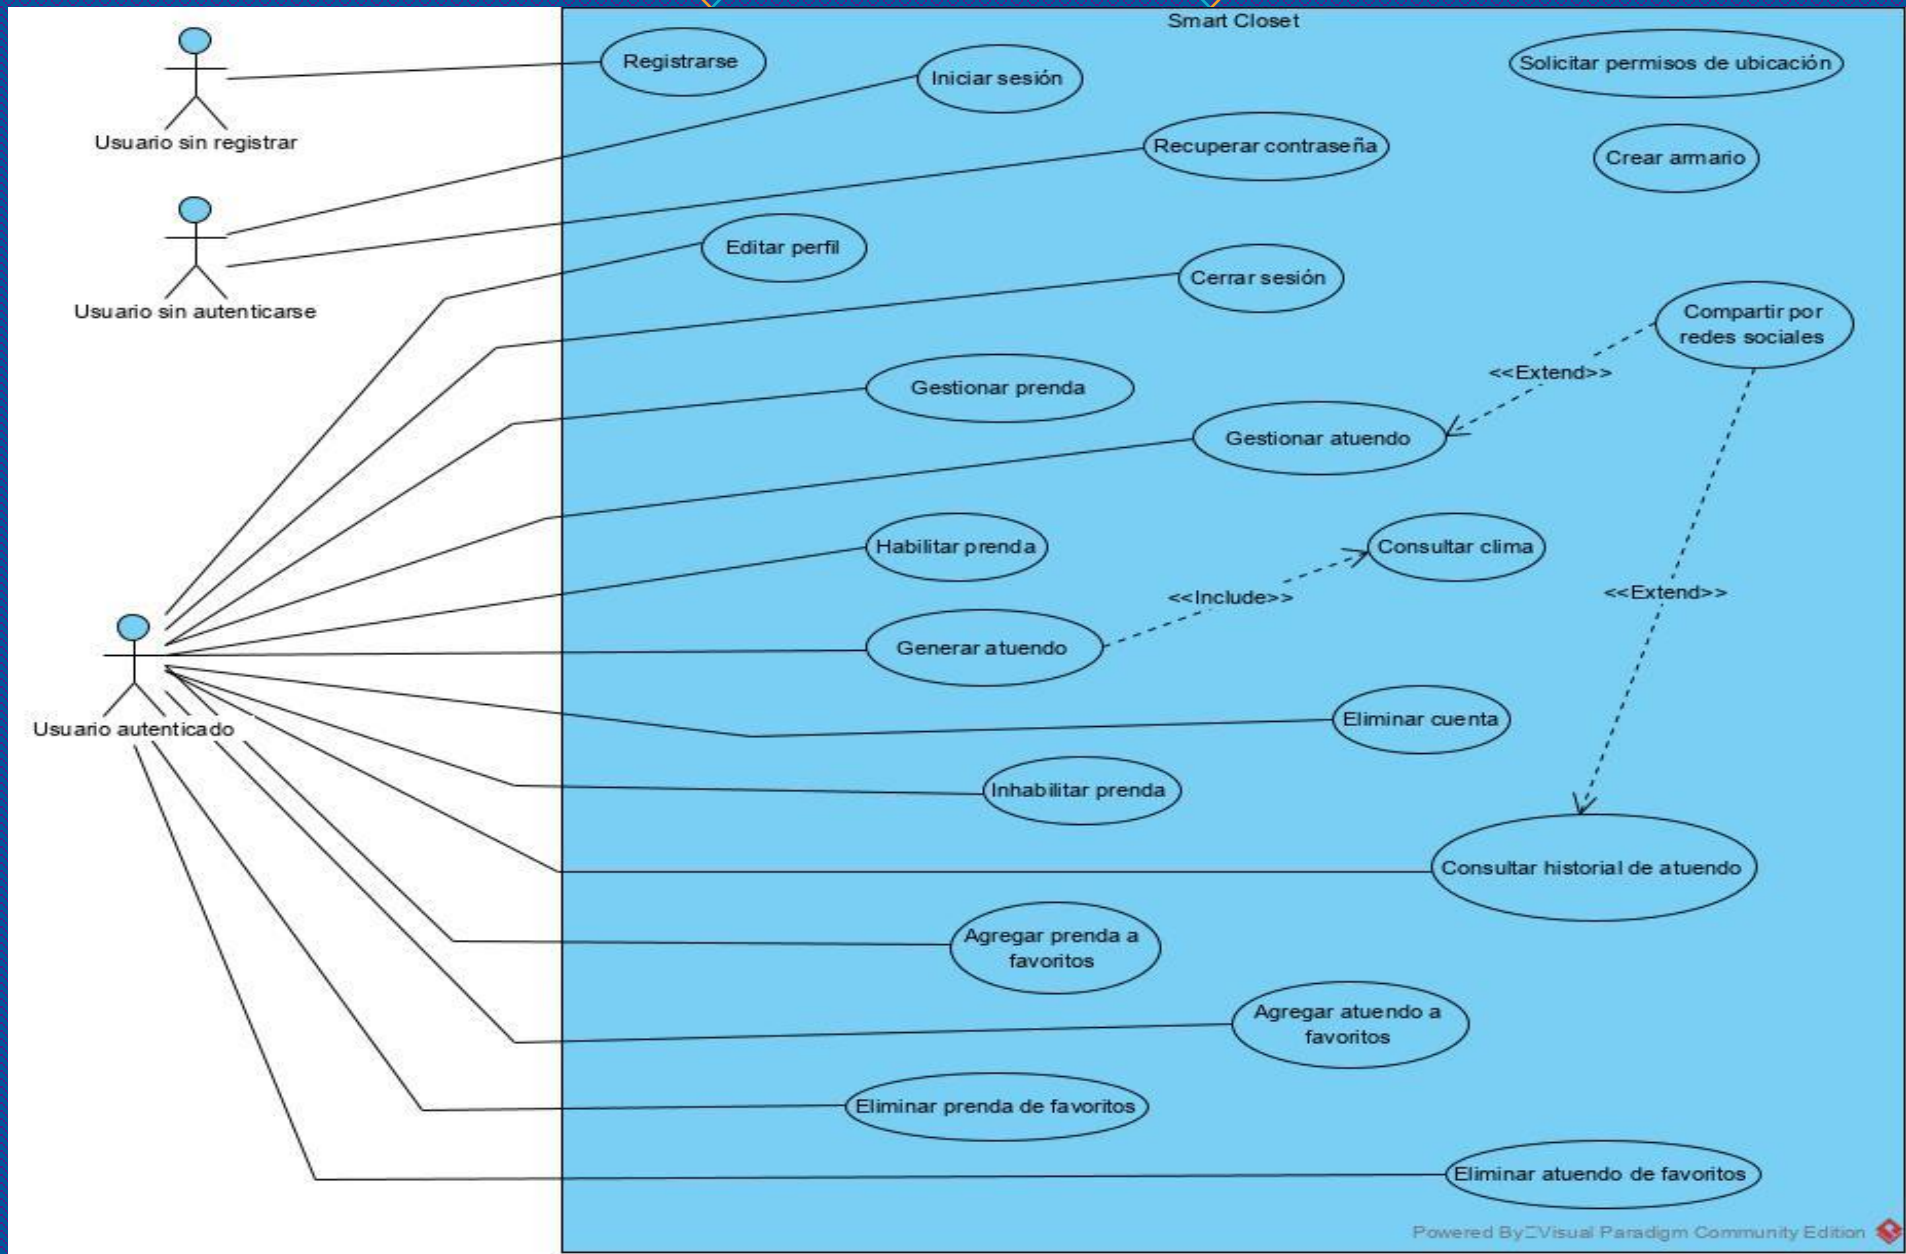 Smart Closet
Registrarse
Iniciar sesión
Solicitar permisos de ubicación
Usuario sin registrar
Recuperar contraseña
Crear armario
Editar perfil
Cerrar sesión
Usuario sin autenticarse
Compartir por
redes sociales
<<Extend>>
Gestionar prenda
Gestionar atuendo
Habilitar prenda
Consultar clima
<<Include>>
<<Extend>>
Generar atuendo
Usuario autenticado
Eliminar cuenta
Inhabilitar prenda
Consultar historial de atuendo
Agregar prenda a
favoritos
Agregar atuendo a
favoritos
Eliminar prenda de favoritos
Eliminar atuendo de favoritos
Powered By Visual Paradigm Community Edition